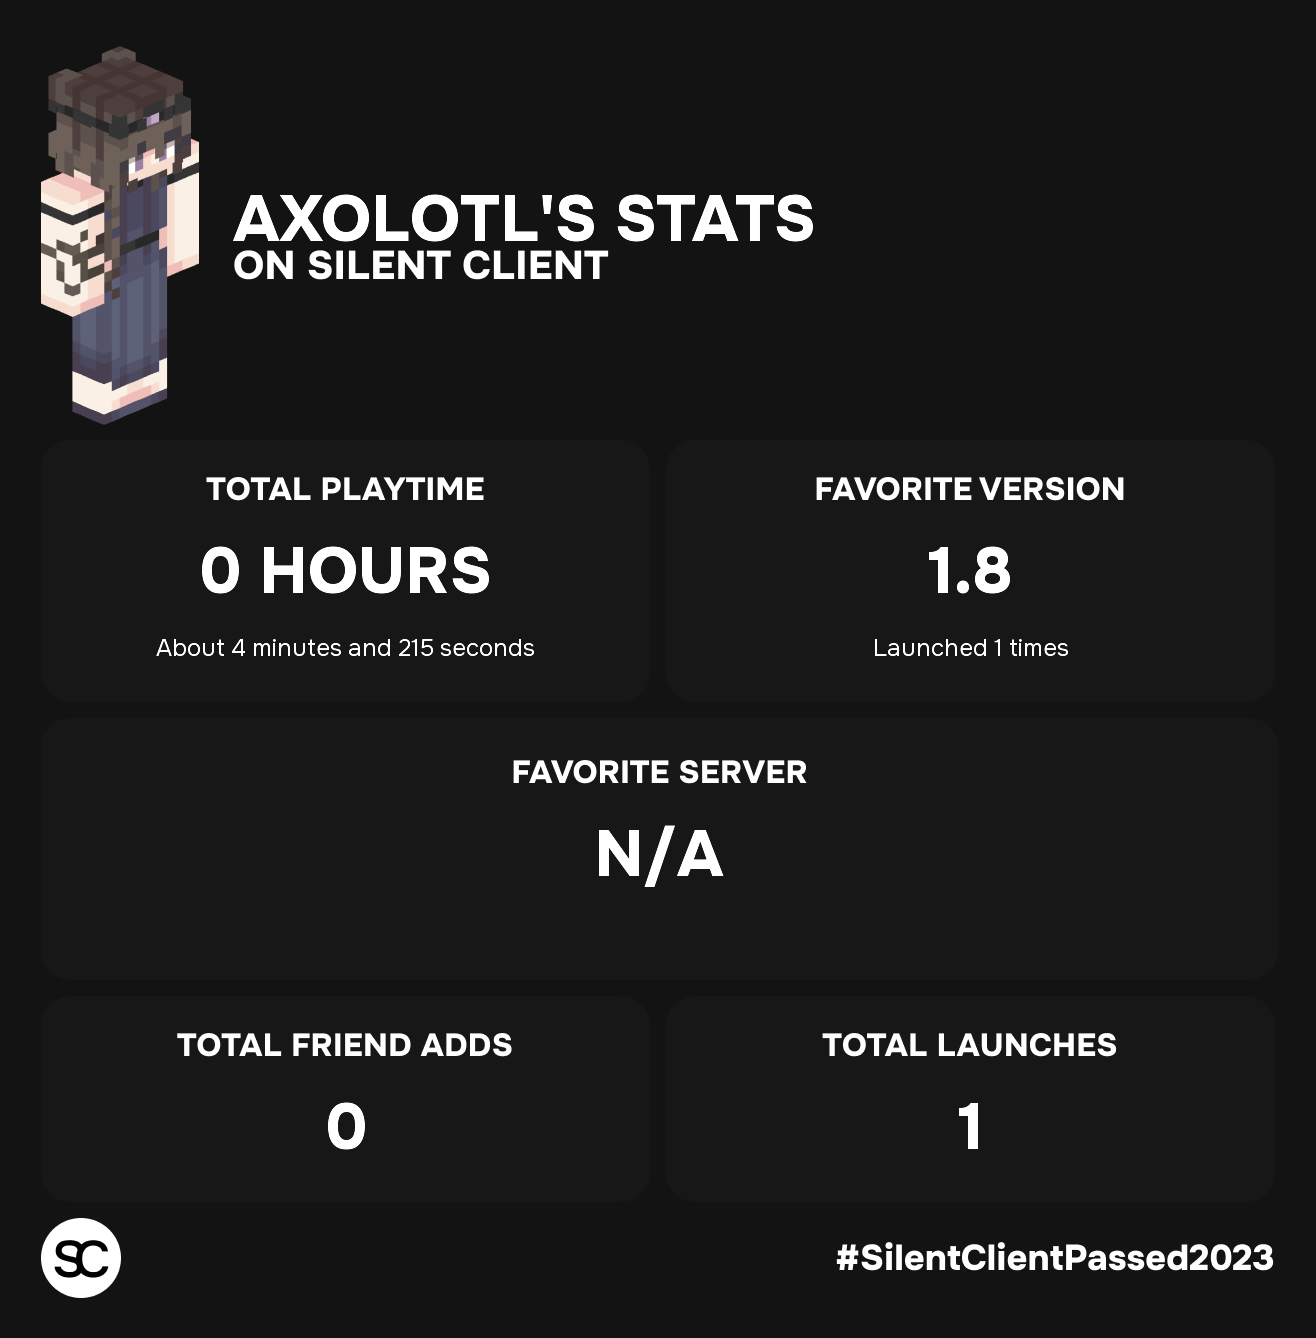 AXOLOTL'S STATS
ON SILENT CLIENT
TOTAL PLAYTIME
0 HOURS
About 4 minutes and 215 seconds
FAVORITE VERSION
1.8
Launched 1 times
FAVORITE SERVER
N/A
TOTAL FRIEND ADDS
0
TOTAL LAUNCHES
1
SC
#SilentClientPassed2023